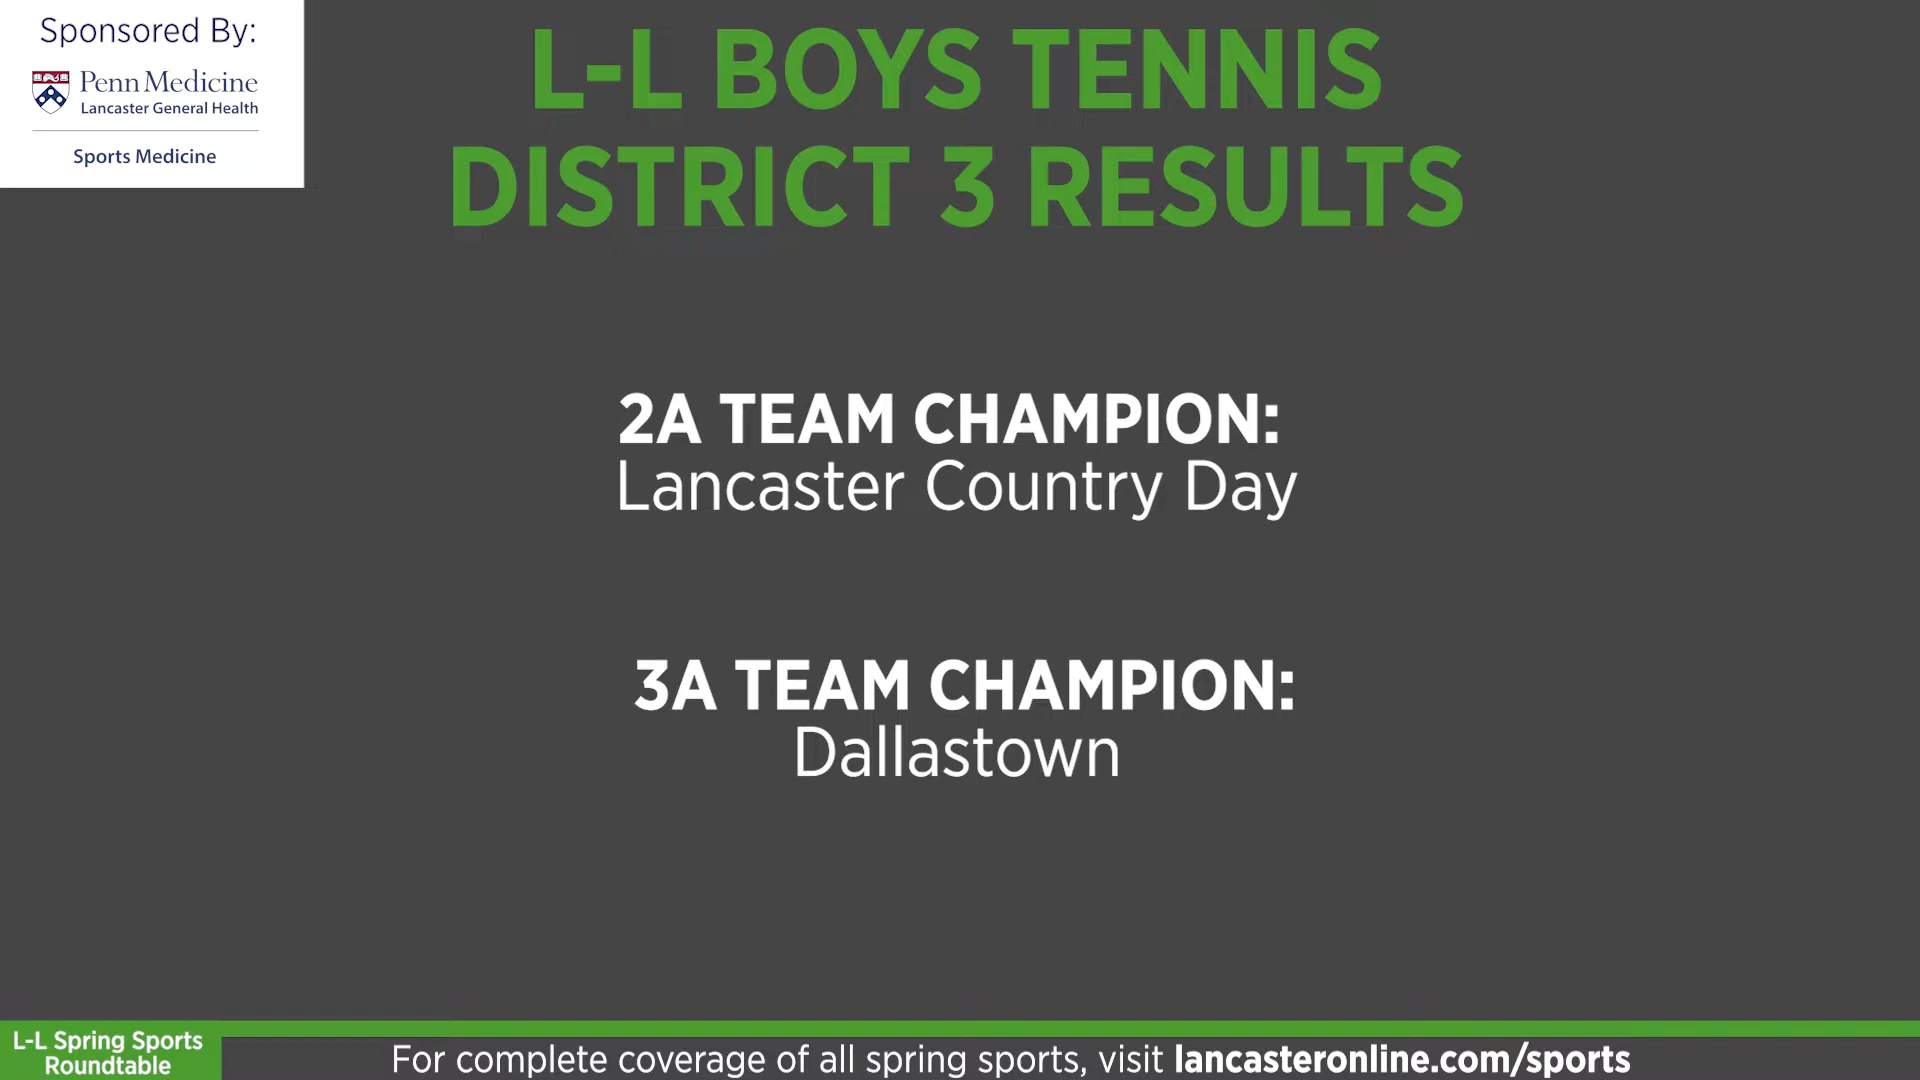 Sponsored By:
Penn Medicine
Lancaster General Health
Sports Medicine
L-L BOYS TENNIS
DISTRICT 3 RESULTS
2A TEAM CHAMPION:
Lancaster Country Day
3A TEAM CHAMPION:
Dallastown
L-L Spring Sports
Roundtable
For complete coverage of all spring sports, visit lancasteronline.com/sports